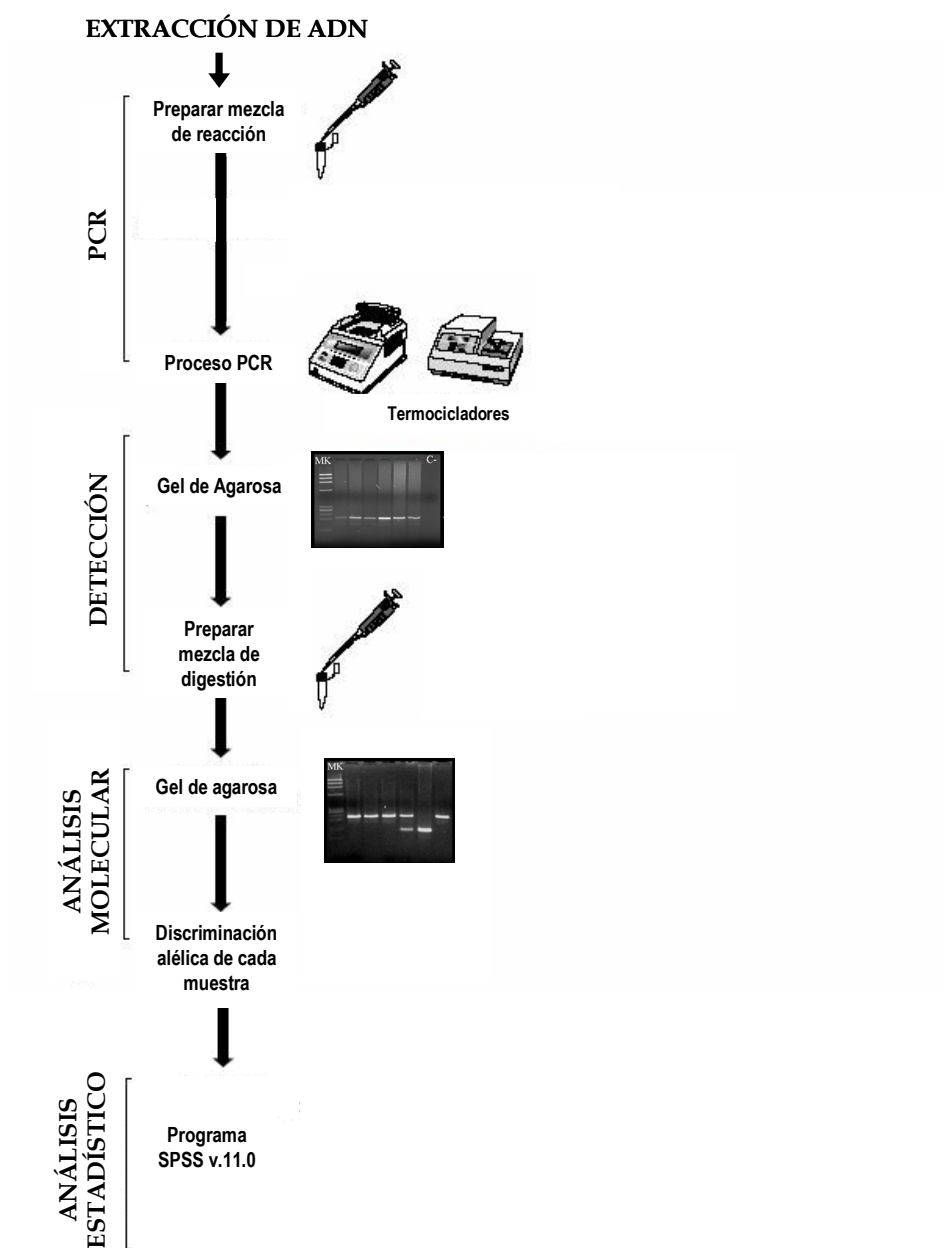 EXTRACCIÓN DE ADN
Preparar mezcla
de reacción
PCR
Proceso PCR
Termocicladores
DETECCIÓN
Gel de Agarosa
MK
C-
Preparar
mezcla de
digestión
ANÁLISIS
MOLECULAR
Gel de agarosa
MK
Discriminación
alélica de cada
muestra
ANÁLISIS
ESTADÍSTICO
Programa
SPSS v.11.0